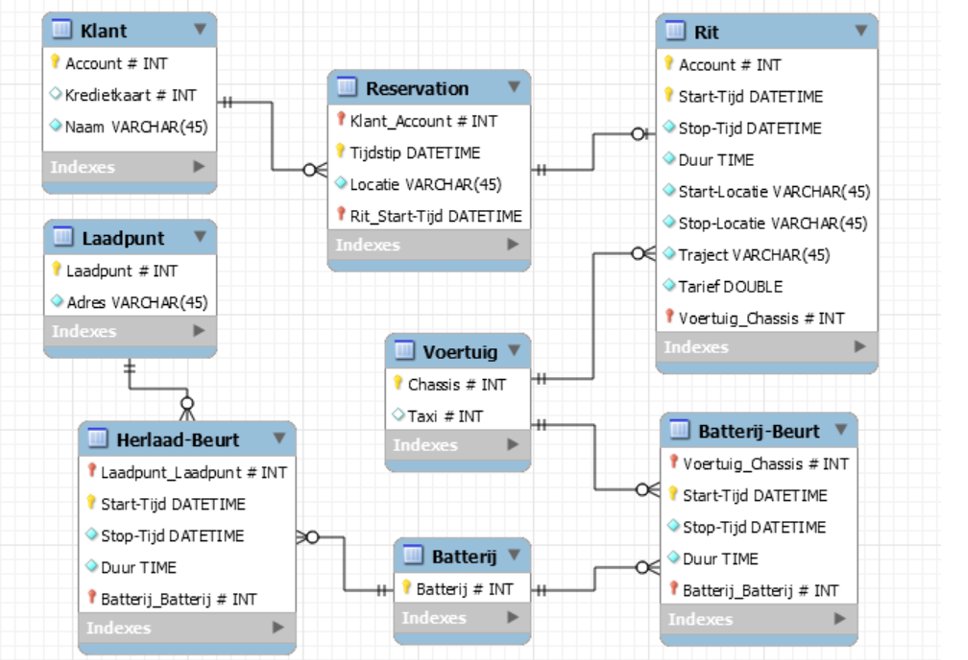 Klant
Account # INT
Kredietkaart # INT
Naam VARCHAR(45)
Indexes
Reservation
Klant_Account # INT
Tijdstip DATETIME
Locatie VARCHAR(45)
Rit_Start-Tijd DATETIME
Indexes
Rit
Account # INT
Start-Tijd DATETIME
Stop-Tijd DATETIME
Duur TIME
Start-Locatie VARCHAR(45)
Stop-Locatie VARCHAR(45)
Traject VARCHAR(45)
Tarief DOUBLE
Voertuig_Chassis # INT
Indexes
Laadpunt
Laadpunt # INT
Adres VARCHAR(45)
Indexes
Voertuig
Chassis # INT
Taxi # INT
Indexes
Herlaad-Beurt
Laadpunt_Laadpunt # INT
Start-Tijd DATETIME
Stop-Tijd DATETIME
Duur TIME
Batterij_Batterij # INT
Indexes
Batterij
Batterij # INT
Indexes
Batterij-Beurt
Voertuig_Chassis # INT
Start-Tijd DATETIME
Stop-Tijd DATETIME
Duur TIME
Batterij_Batterij # INT
Indexes